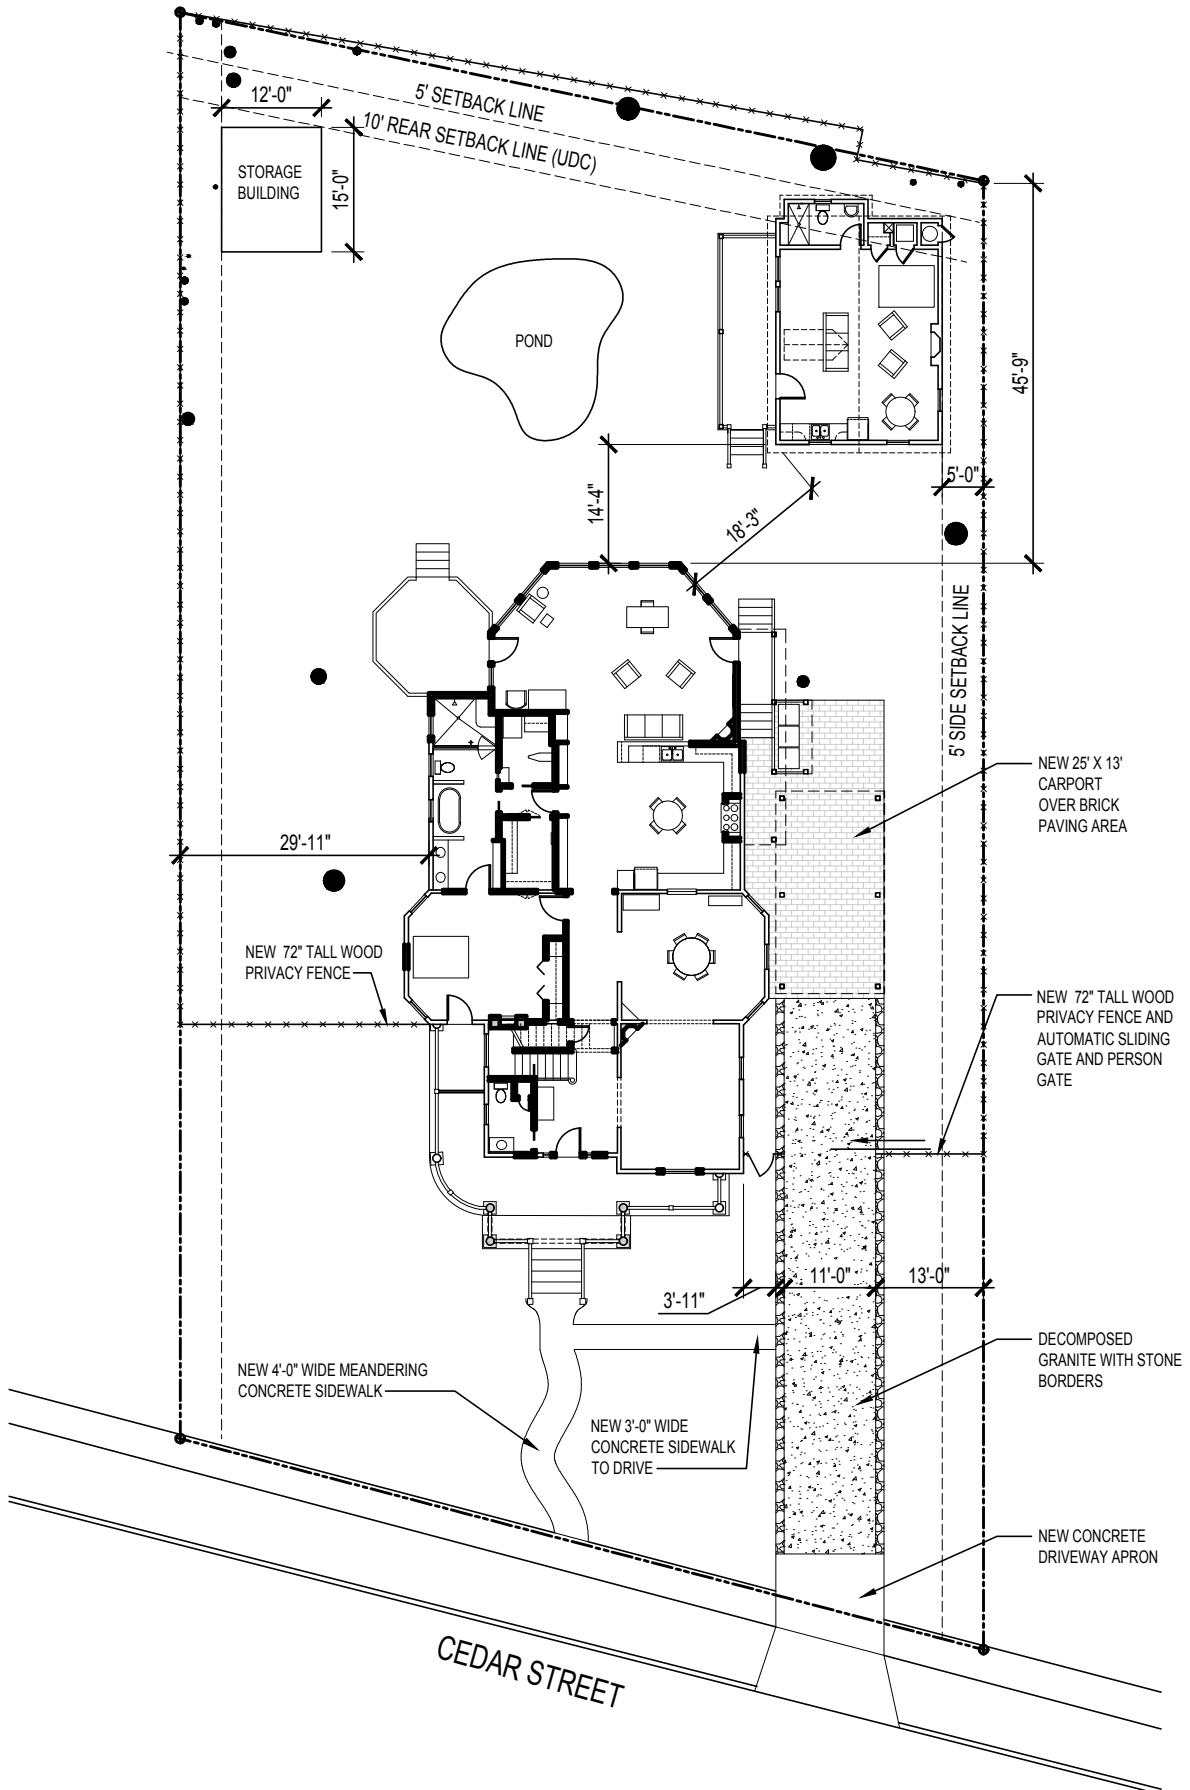 5' SETBACK LINE
12'-0"
10' REAR SETBACK LINE (UDC)
STORAGE
BUILDING
15'-0"
POND
45'-9"
5'-0"
14'-4"
18'-3"
5' SIDE SETBACK LINE
NEW 25' X 13'
CARPORT
OVER BRICK
PAVING AREA
29'-11"
NEW 72" TALL WOOD
PRIVACY FENCE
NEW 72" TALL WOOD
PRIVACY FENCE AND
AUTOMATIC SLIDING
GATE AND PERSON
GATE
11'-0"
13'-0"
3'-11"
DECOMPOSED
GRANITE WITH STONE
BORDERS
NEW 4'-0" WIDE MEANDERING
CONCRETE SIDEWALK
NEW 3'-0" WIDE
CONCRETE SIDEWALK
TO DRIVE
NEW CONCRETE
DRIVEWAY APRON
CEDAR STREET